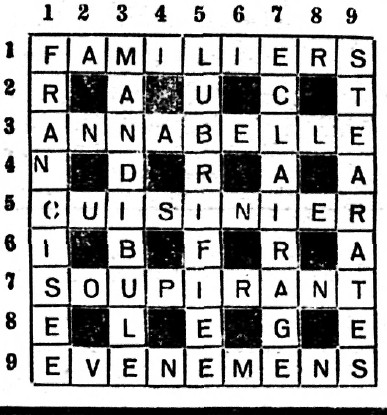 1 2 3 4 5 6 7 8 9
1 F A M I L I E R S
2 R A U C T
3 A N N A B E L L E
4 N D R A A
5 C U I S I N I E R
6 I B F R A
7 S O U P I R A N T
8 E L E G E
9 E V E N E M E N S